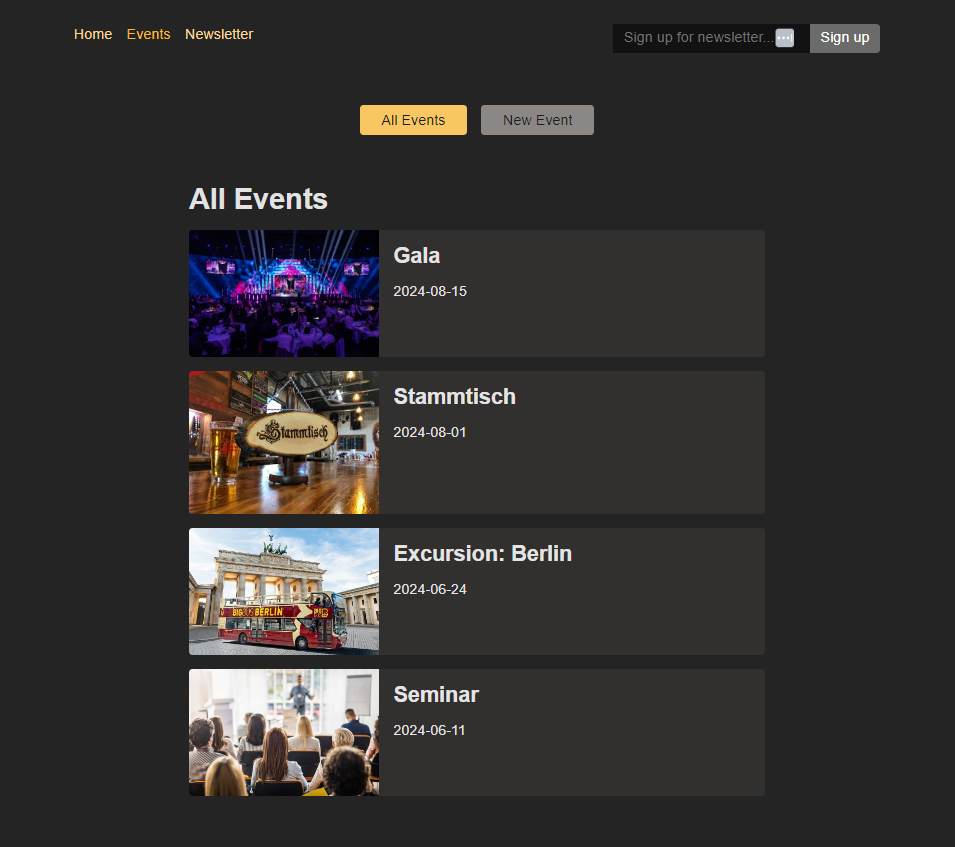 Home Events Newsletter
Sign up for newsletter... Sign up
All Events New Event
All Events
Gala
2024-08-15
Stammtisch
2024-08-01
Stammtisch
Excursion: Berlin
2024-06-24
BIG BUS BERLIN
Seminar
2024-06-11